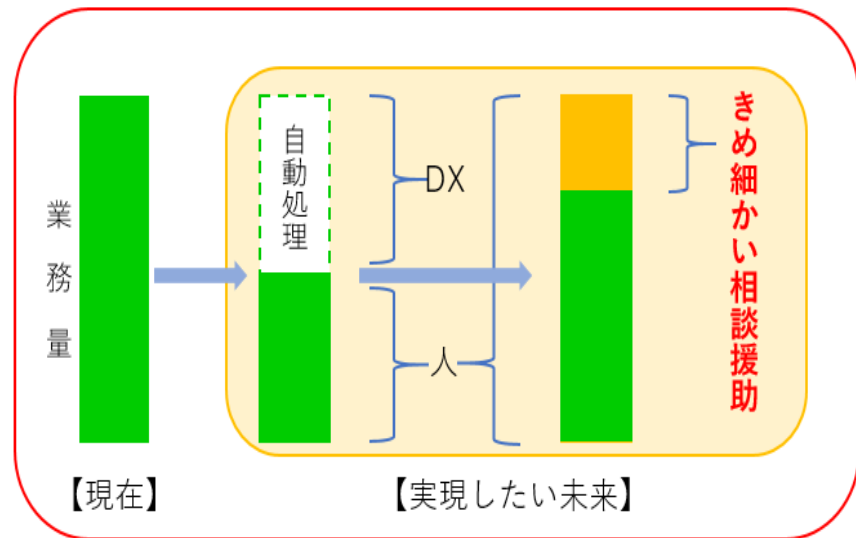 業務量
自動処理
DX
人
きめ細かい相談援助
【現在】
【実現したい未来】